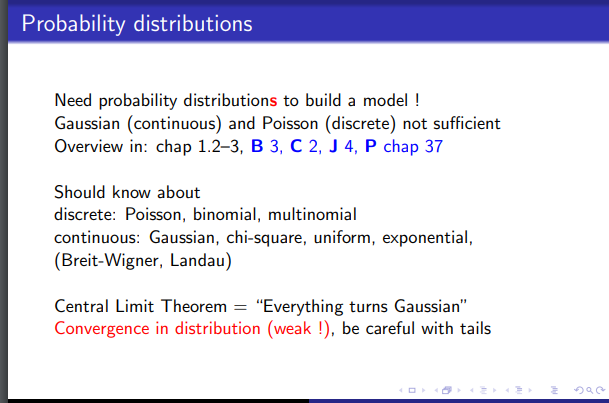 Probability distributions
Need probability distributions to build a model !
Gaussian (continuous) and Poisson (discrete) not sufficient
Overview in: chap 1.2–3, B 3, C 2, J 4, P chap 37
Should know about
discrete: Poisson, binomial, multinomial
continuous: Gaussian, chi-square, uniform, exponential,
(Breit-Wigner, Landau)
Central Limit Theorem = “Everything turns Gaussian”
Convergence in distribution (weak !), be careful with tails